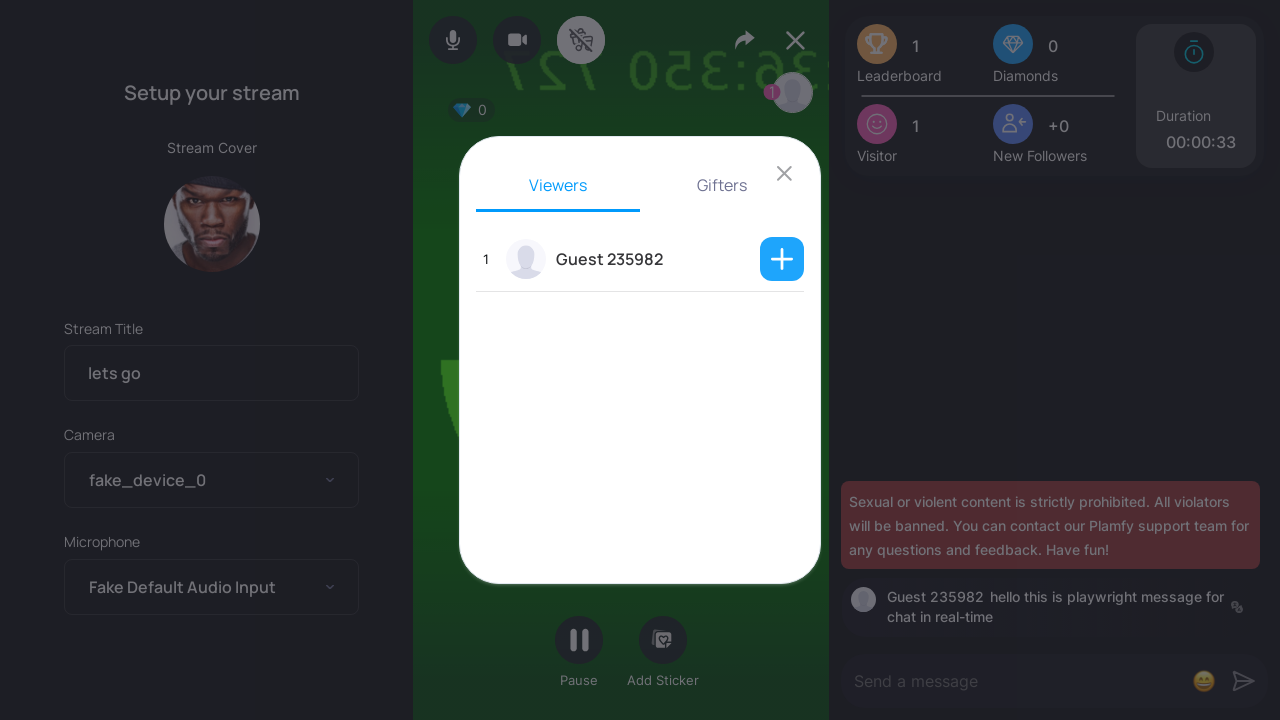 Setup your stream
Stream Cover
Stream Title
lets go
Camera
fake_device_0
Microphone
Fake Default Audio Input
36:350 727
1
0
Viewers
Gifters
1
Guest 235982
Pause
Add Sticker
1
Leaderboard
0
Diamonds
1
Visitor
+0
New Followers
Duration
00:00:33
Sexual or violent content is strictly prohibited. All violators
will be banned. You can contact our Plamfy support team for
any questions and feedback. Have fun!
Guest 235982 hello this is playwright message for
chat in real-time
Send a message